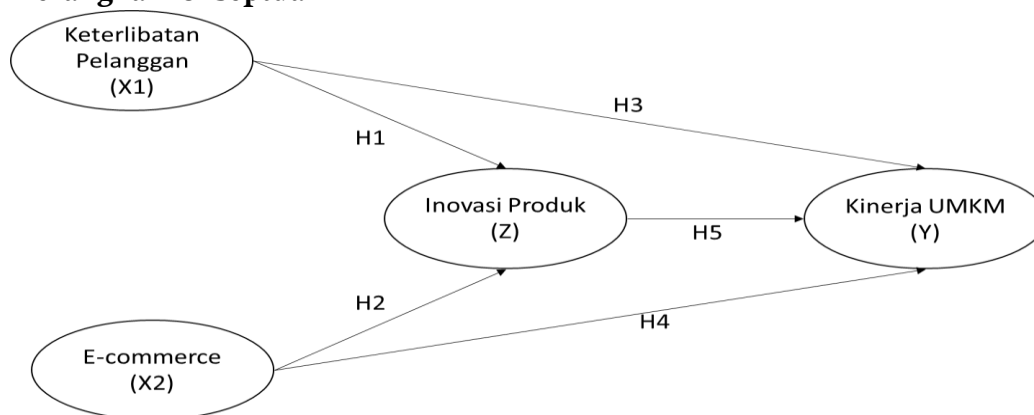 Keterlibatan
Pelanggan
(X1)
H3
H1
Inovasi Produk
(Z)
Kinerja UMKM
(Y)
H5
H2
H4
E-commerce
(X2)